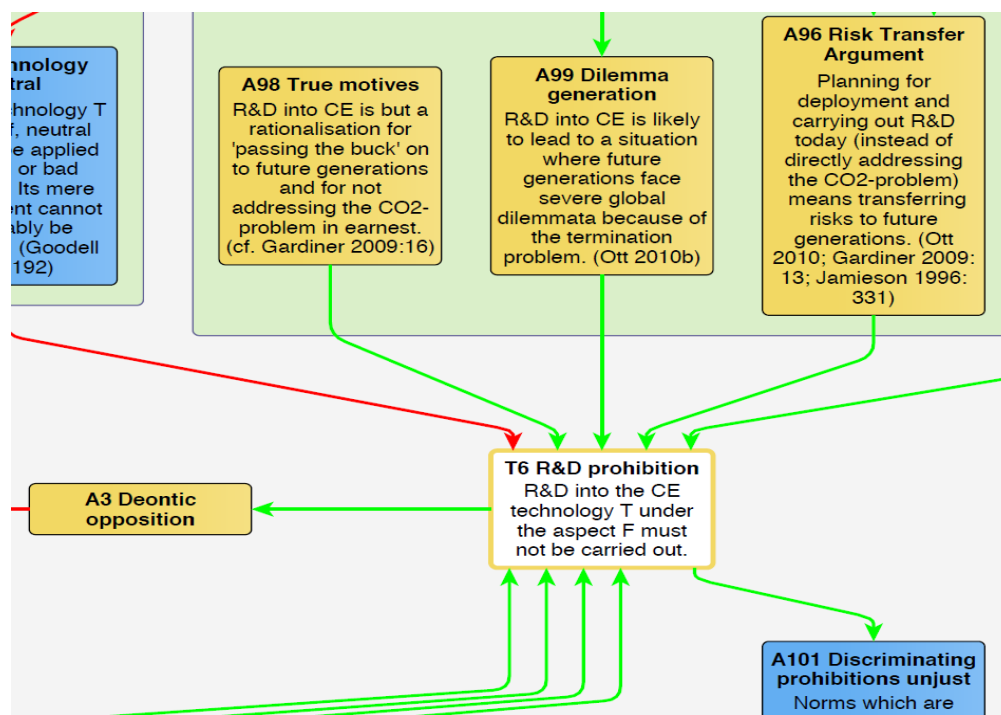 hnology
tral
chnology T
f, neutral
be applied
or bad
Its mere
ent cannot
ably be
(Goodell
192)
A98 True motives
R&D into CE is but a
rationalisation for
'passing the buck' on
to future generations
and for not
addressing the CO2-
problem in earnest.
(cf. Gardiner 2009:16)
A99 Dilemma
generation
R&D into CE is likely
to lead to a situation
where future
generations face
severe global
dilemmata because of
the termination
problem. (Ott 2010b)
A96 Risk Transfer
Argument
Planning for
deployment and
carrying out R&D
today (instead of
directly addressing
the CO2-problem)
means transferring
risks to future
generations. (Ott
2010; Gardiner 2009:
13; Jamieson 1996:
331)
T6 R&D prohibition
R&D into the CE
technology T under
the aspect F must
not be carried out.
A3 Deontic
opposition
A101 Discriminating
prohibitions unjust
Norms which are